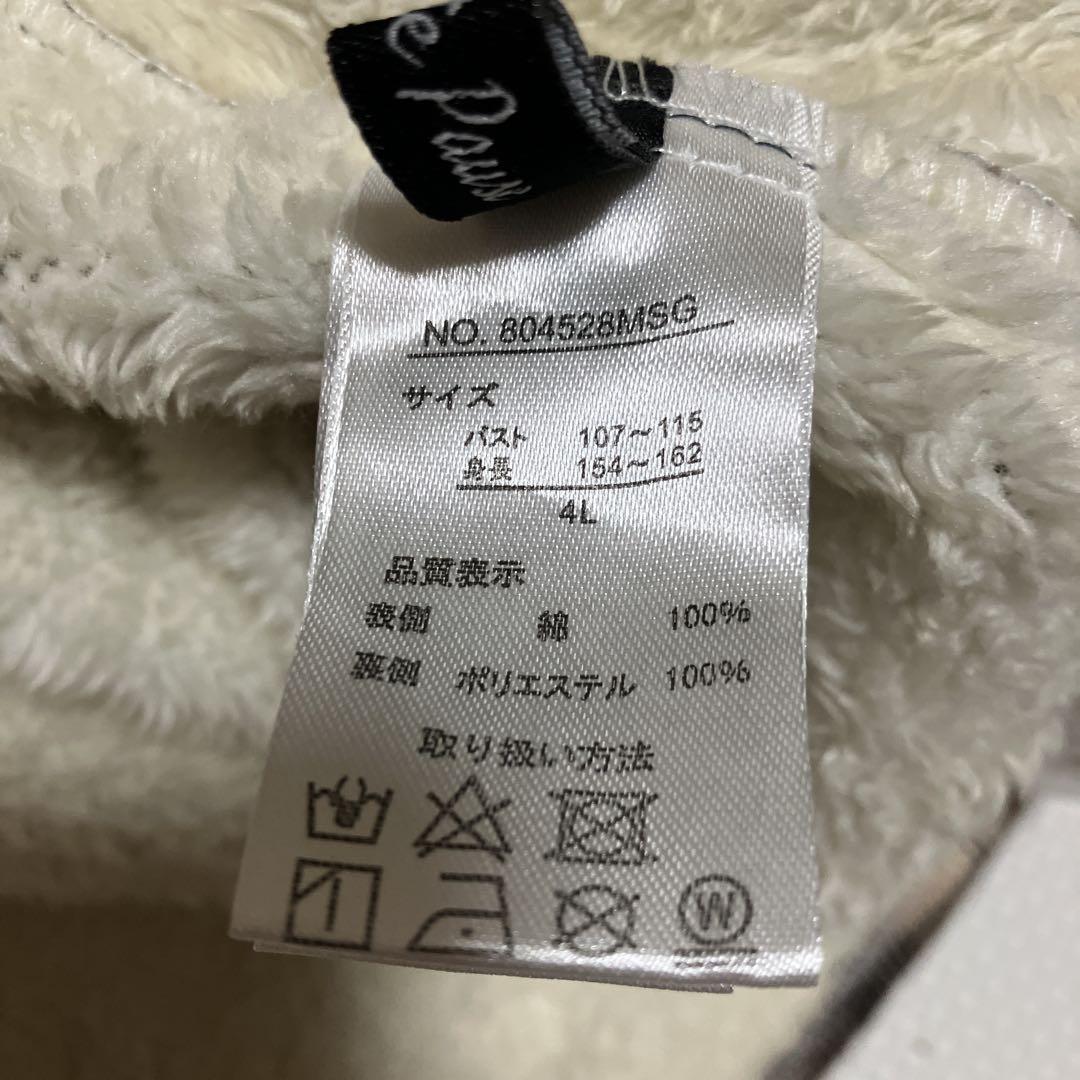 Paus
NO. 804528MSG
サイズ
バスト 107～115
身長 154～162
4L
品質表示
表側 綿 100%
裏側 ポリエステル 100%
取り扱い方法
W